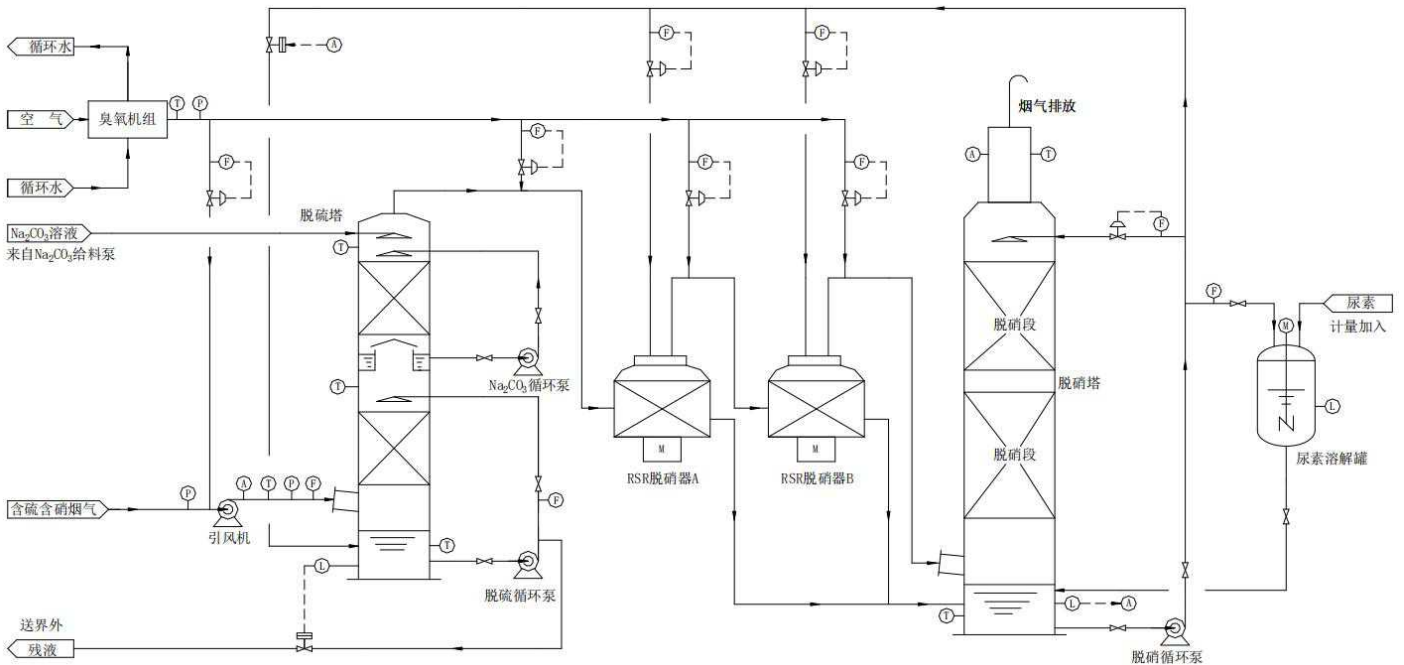 循环水
空气
臭氧机组
T
P
循环水
Na₂CO₃溶液
来自Na₂CO₃给料泵
脱硫塔
F
A
F
F
F
F
F
F
烟气排放
A
T
F
T
T
Na₂CO₃循环泵
RSR脱硝器A
M
RSR脱硝器B
M
脱硝段
脱硝塔
脱硝段
F
尿素
计量加入
M
L
尿素溶解罐
含硫含硝烟气
P
引风机
A
T
P
F
F
T
L
脱硫循环泵
送界外
残液
T
L
A
脱硝循环泵